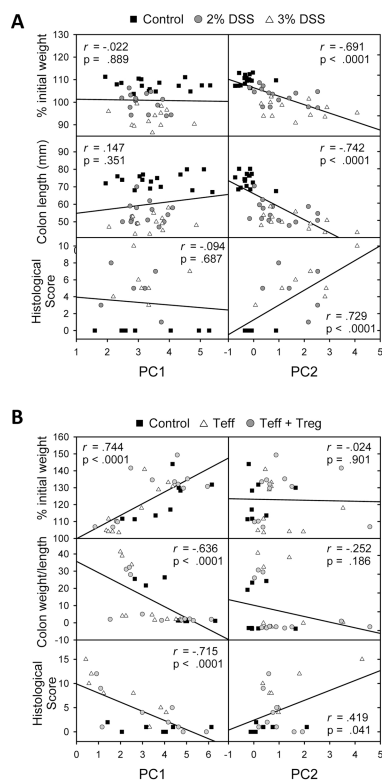 A
Control 2% DSS 3% DSS
% initial weight
130
120
110
100
90
r = -.022
p = .889
r = -.691
p < .0001
Colon length (mm)
100
90
80
70
60
50
40
r = .147
p = .351
r = -.742
p < .0001
Histological
Score
10
8
6
4
2
0
r = -.094
p = .687
r = .729
p < .0001
1 2 3 4 5 -1 0 1 2 3 4 5
PC1 PC2
B
Control Teff Teff + Treg
% initial weight
160
150
140
130
120
110
100
r = .744
p < .0001
r = -.024
p = .901
Colon weight/length
40
30
20
10
0
-10
r = -.636
p < .0001
r = -.252
p = .186
Histological
Score
15
10
5
0
r = -.715
p < .0001
r = .419
p = .041
0 1 2 3 4 5 6 -1 0 1 2 3 4 5
PC1 PC2